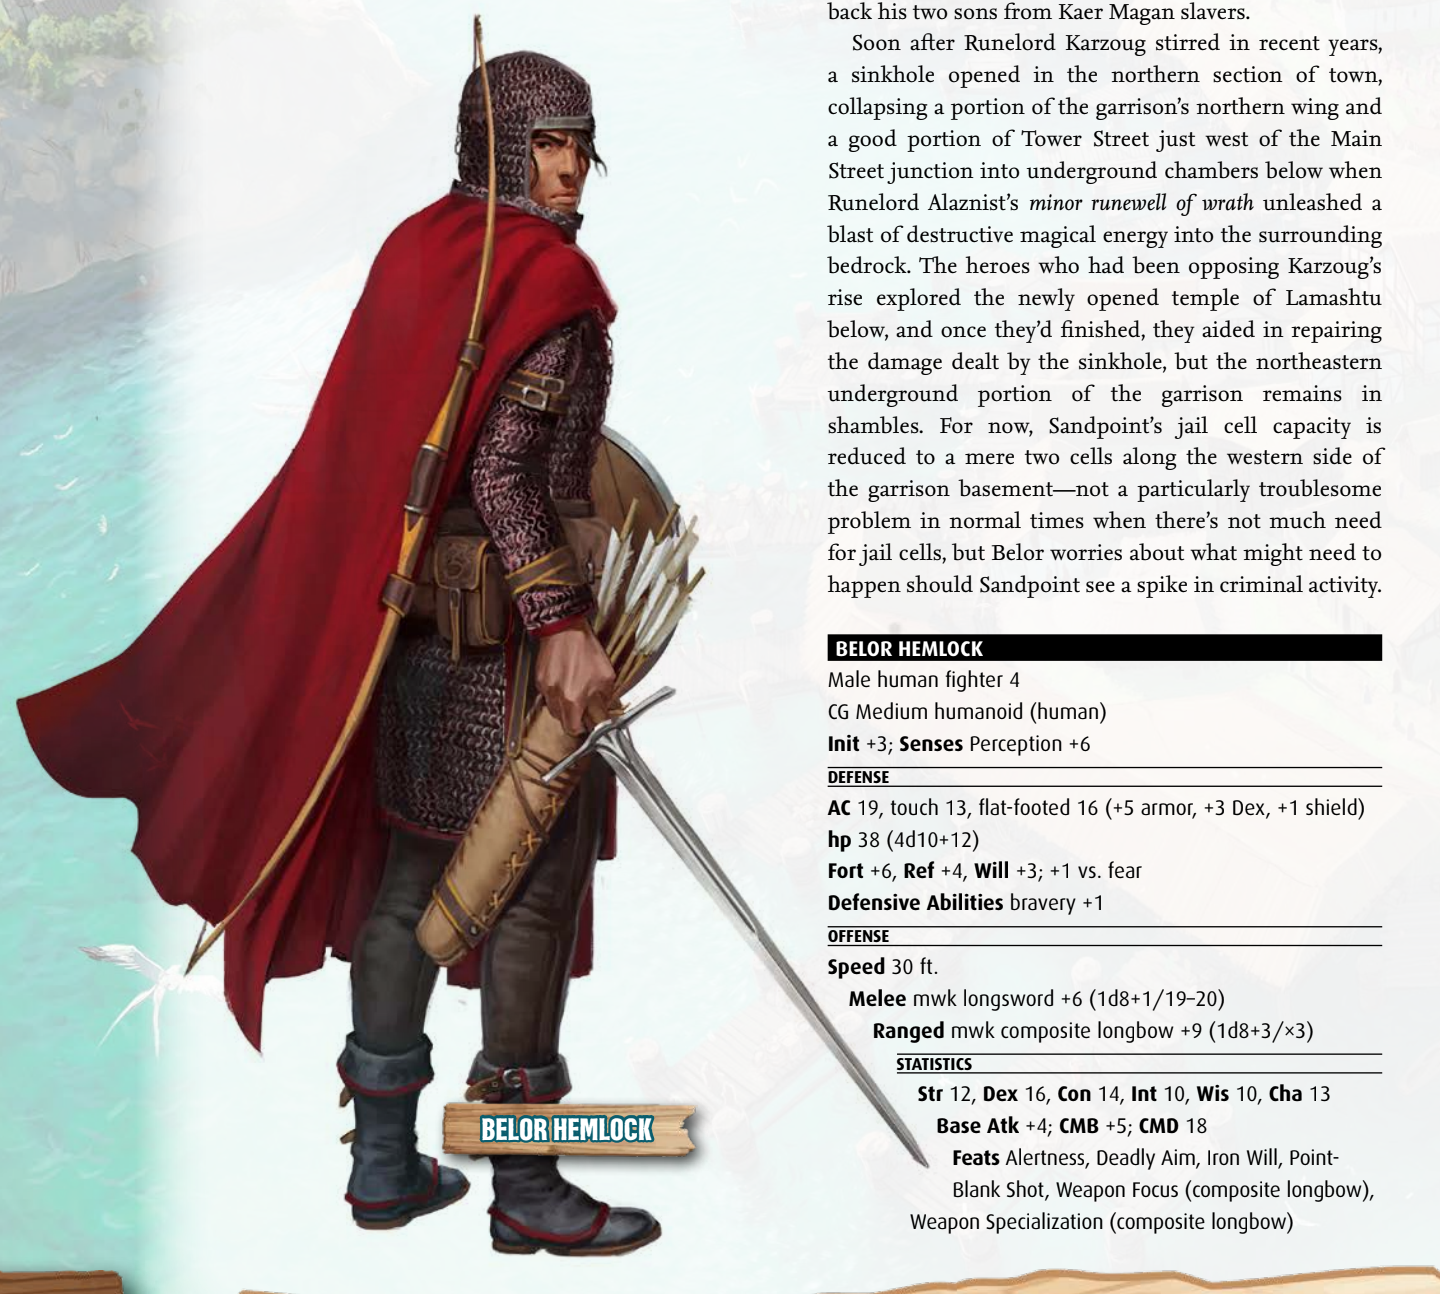 back his two sons from Kaer Magan slavers.
Soon after Runelord Karzoug stirred in recent years,
a sinkhole opened in the northern section of town,
collapsing a portion of the garrison's northern wing and
a good portion of Tower Street just west of the Main
Street junction into underground chambers below when
Runelord Alaznist's minor runewell of wrath unleashed a
blast of destructive magical energy into the surrounding
bedrock. The heroes who had been opposing Karzoug's
rise explored the newly opened temple of Lamashtu
below, and once they'd finished, they aided in repairing
the damage dealt by the sinkhole, but the northeastern
underground portion of the garrison remains in
shambles. For now, Sandpoint's jail cell capacity is
reduced to a mere two cells along the western side of
the garrison basement—not a particularly troublesome
problem in normal times when there's not much need
for jail cells, but Belor worries about what might need to
happen should Sandpoint see a spike in criminal activity.
BELOR HEMLOCK
Male human fighter 4
CG Medium humanoid (human)
Init +3; Senses Perception +6
DEFENSE
AC 19, touch 13, flat-footed 16 (+5 armor, +3 Dex, +1 shield)
hp 38 (4d10+12)
Fort +6, Ref +4, Will +3; +1 vs. fear
Defensive Abilities bravery +1
OFFENSE
Speed 30 ft.
Melee mwk longsword +6 (1d8+1/19–20)
Ranged mwk composite longbow +9 (1d8+3/×3)
STATISTICS
Str 12, Dex 16, Con 14, Int 10, Wis 10, Cha 13
Base Atk +4; CMB +5; CMD 18
Feats Alertness, Deadly Aim, Iron Will, Point-
Blank Shot, Weapon Focus (composite longbow),
Weapon Specialization (composite longbow)
BELOR HEMLOCK